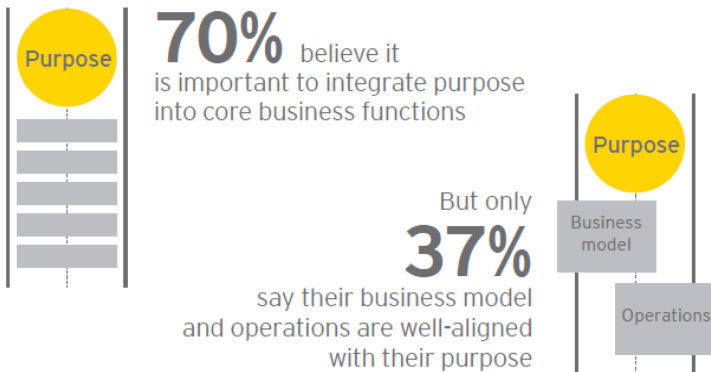 Purpose
70% believe it
is important to integrate purpose
into core business functions
Purpose
But only
37%
say their business model
and operations are well-aligned
with their purpose
Business
model
Operations